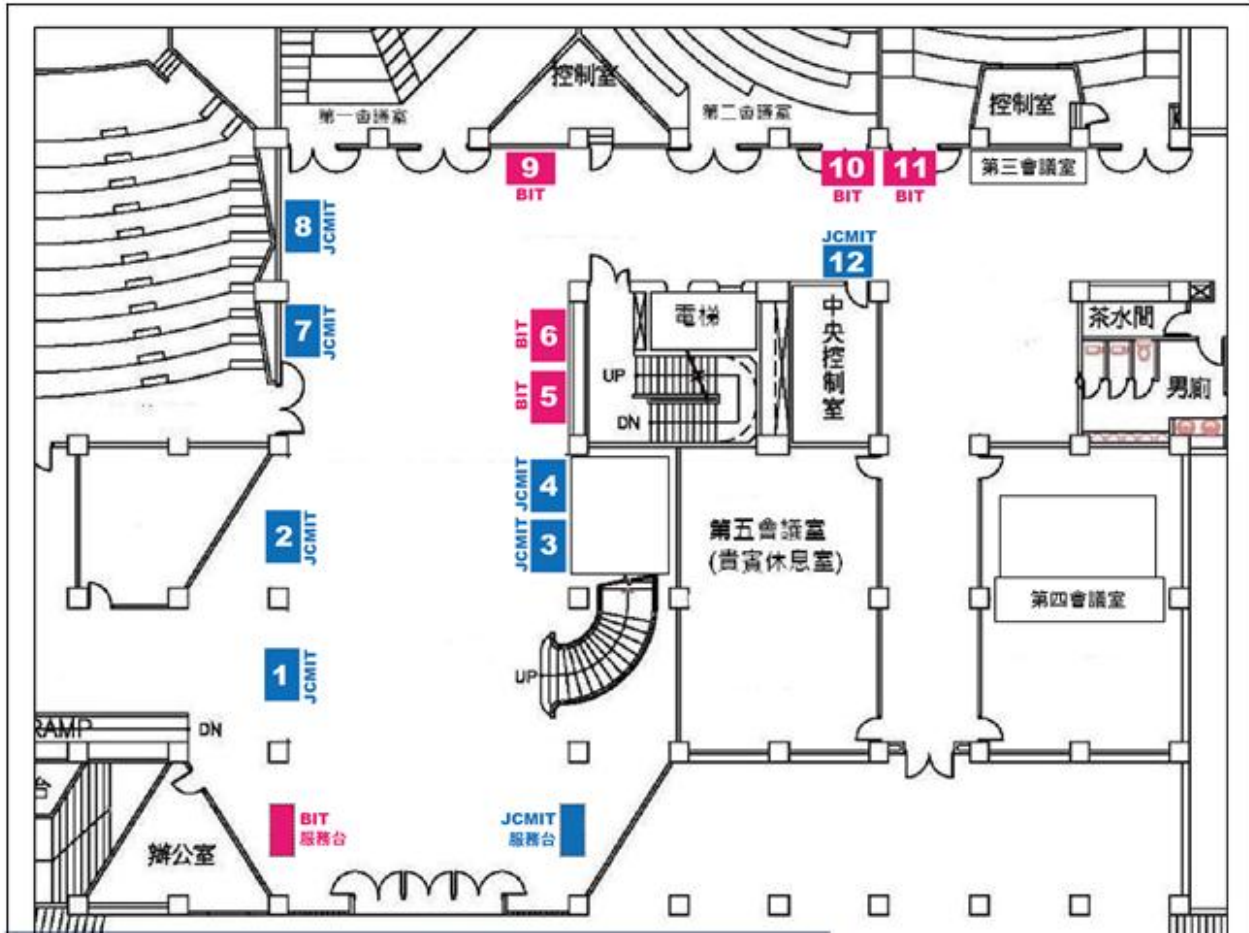 控制室
第一會議室
第二會議室
控制室
第三會議室
9
BIT
10
BIT
11
BIT
8
JCMIT
JCMIT
12
7
JCMIT
6
BIT
5
BIT
電梯
UP
DN
中央控制室
茶水間
男廁
4
JCMIT
3
JCMIT
2
JCMIT
第五會議室
(貴賓休息室)
第四會議室
1
JCMIT
UP
RAMP
DN
台
BIT
服務台
JCMIT
服務台
辦公室